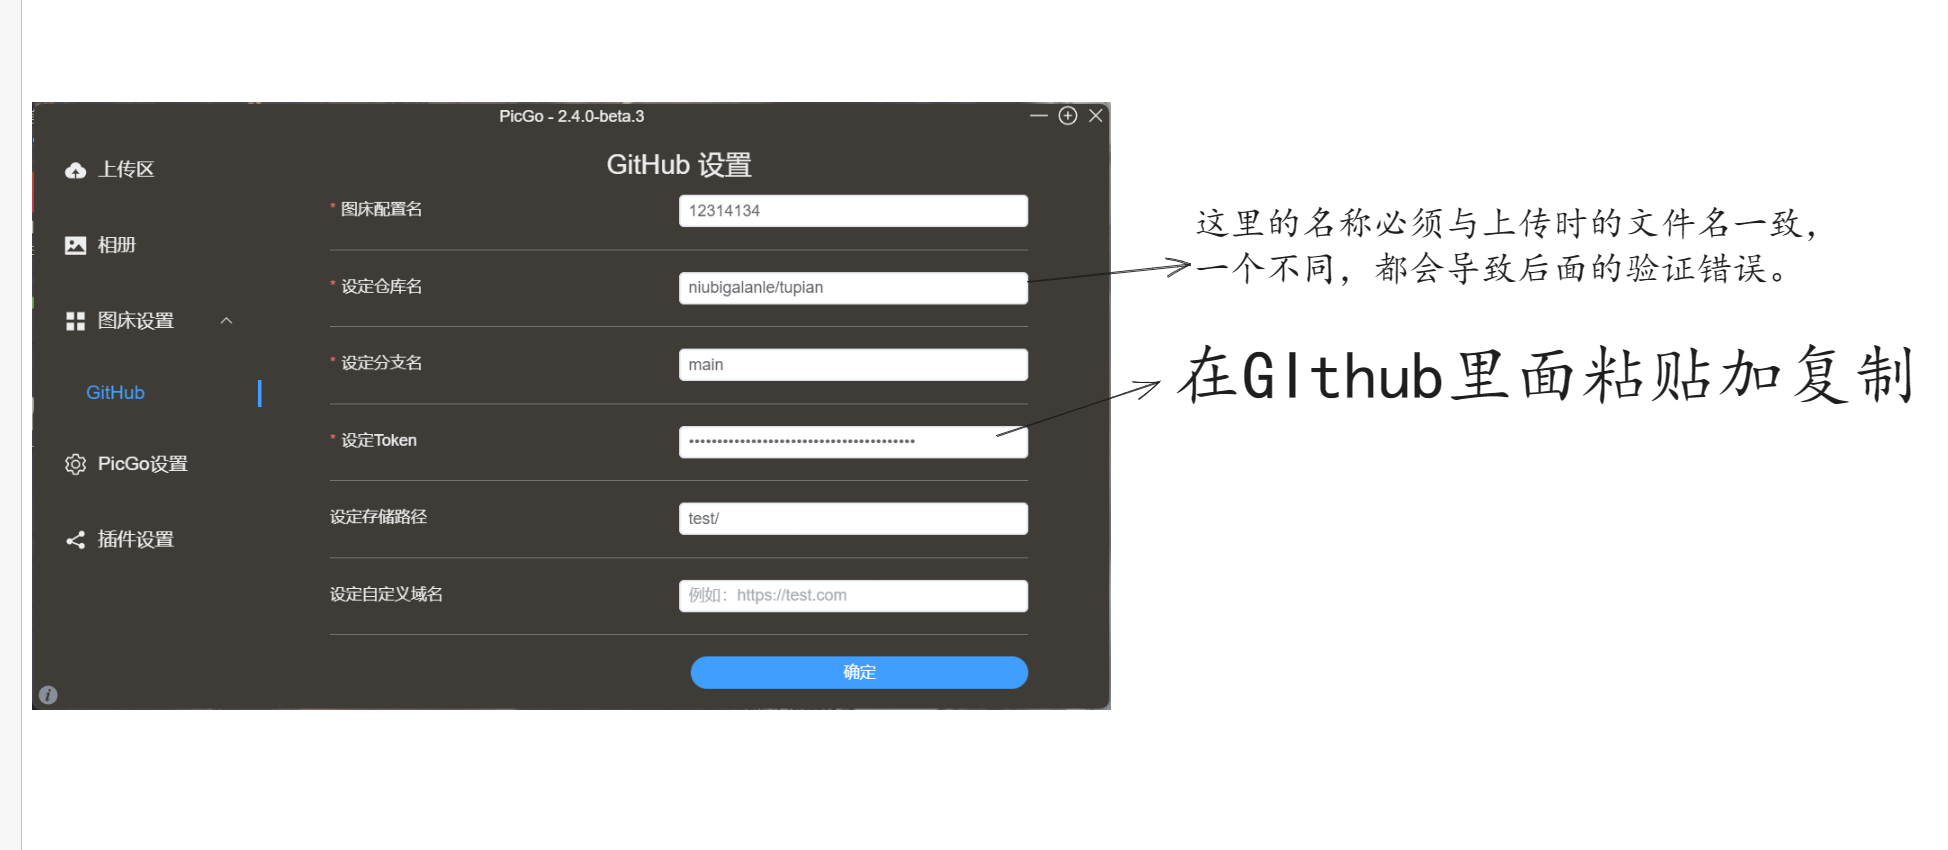 PicGo - 2.4.0-beta.3
上传区
相册
图床设置
GitHub
PicGo设置
插件设置
GitHub 设置
* 图床配置名
12314134
* 设定仓库名
niubigalanle/tupian
* 设定分支名
main
* 设定Token
••••••••••••••••••••••••••••••••••••••••
设定存储路径
test/
设定自定义域名
例如：https://test.com
确定
这里的名称必须与上传时的文件名一致，
一个不同，都会导致后面的验证错误。
在GIthub里面粘贴加复制